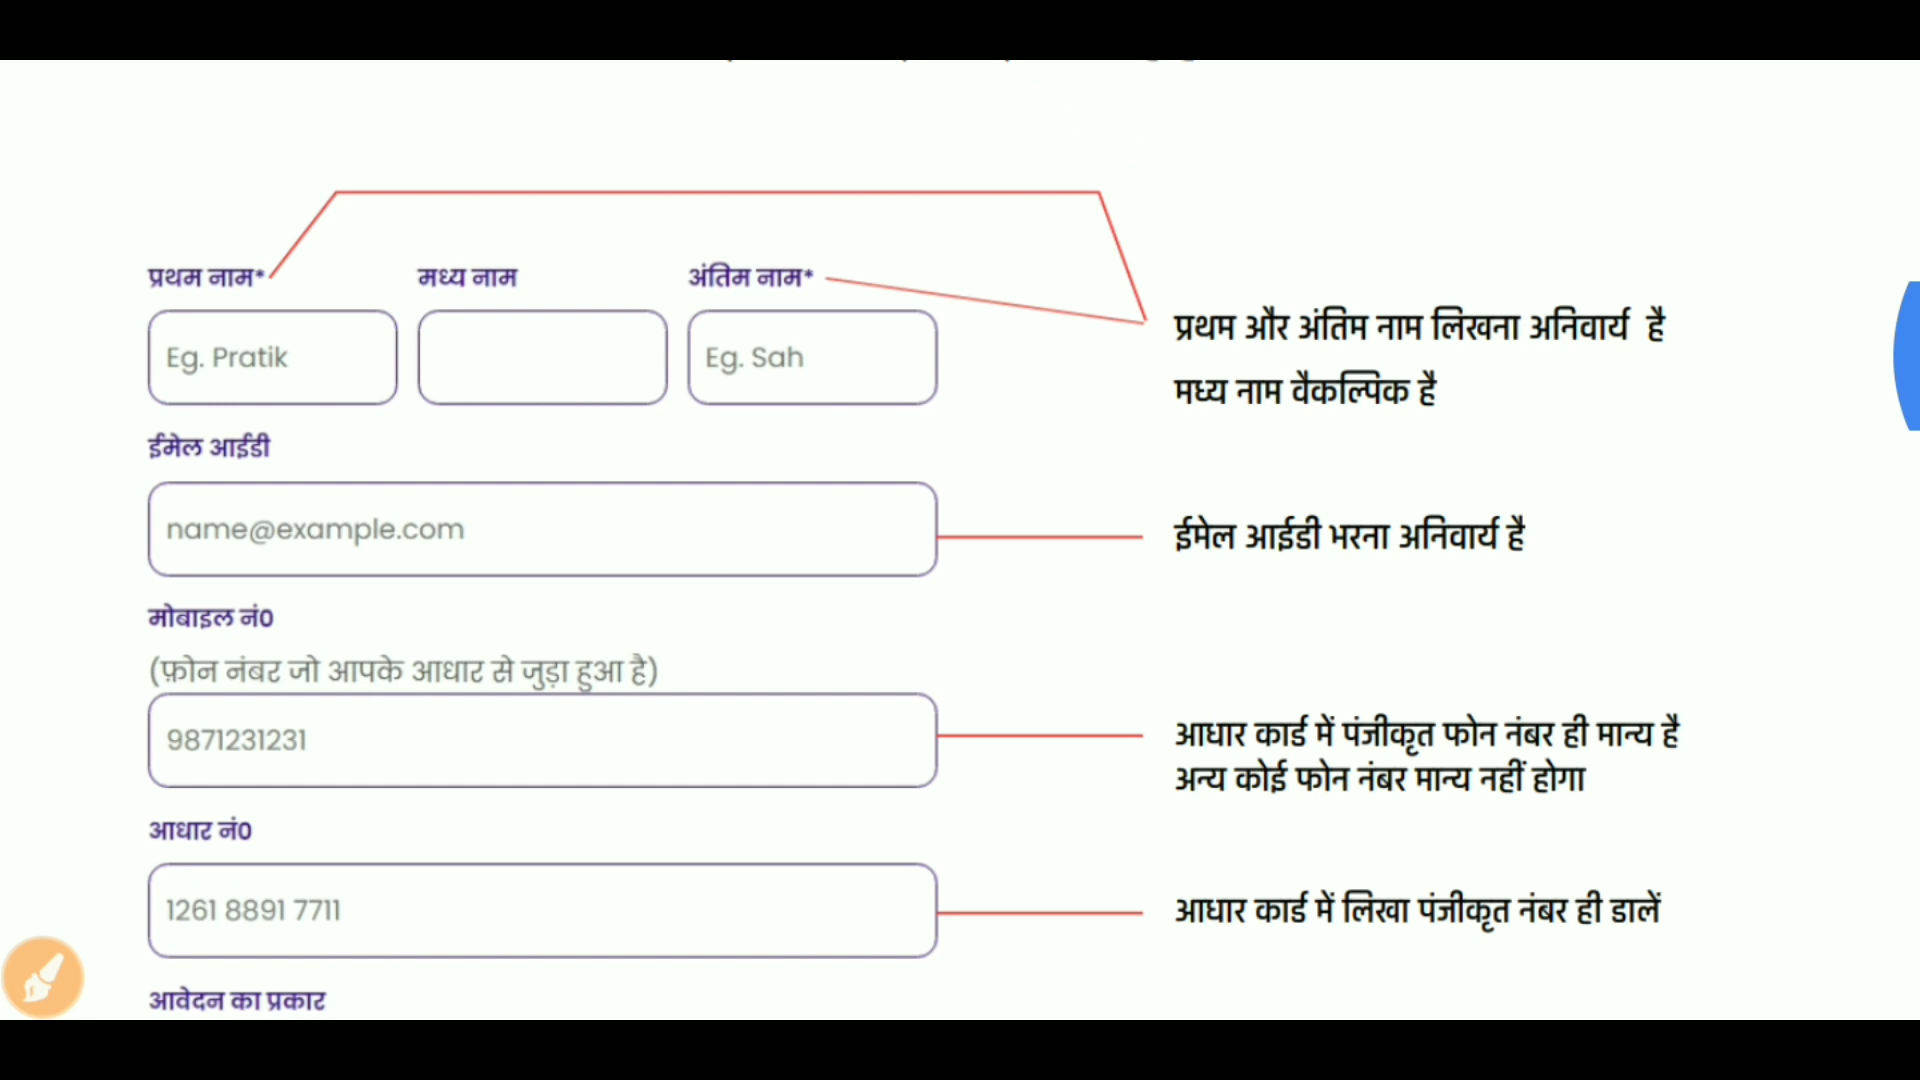 प्रथम नाम* मध्य नाम अंतिम नाम*
Eg. Pratik Eg. Sah
प्रथम और अंतिम नाम लिखना अनिवार्य है
मध्य नाम वैकल्पिक है
ईमेल आईडी
name@example.com
ईमेल आईडी भरना अनिवार्य है
मोबाइल नं0
(फ़ोन नंबर जो आपके आधार से जुड़ा हुआ है)
9871231231
आधार कार्ड में पंजीकृत फोन नंबर ही मान्य है
अन्य कोई फोन नंबर मान्य नहीं होगा
आधार नं0
1261 8891 7711
आधार कार्ड में लिखा पंजीकृत नंबर ही डालें
आवेदन का प्रकार